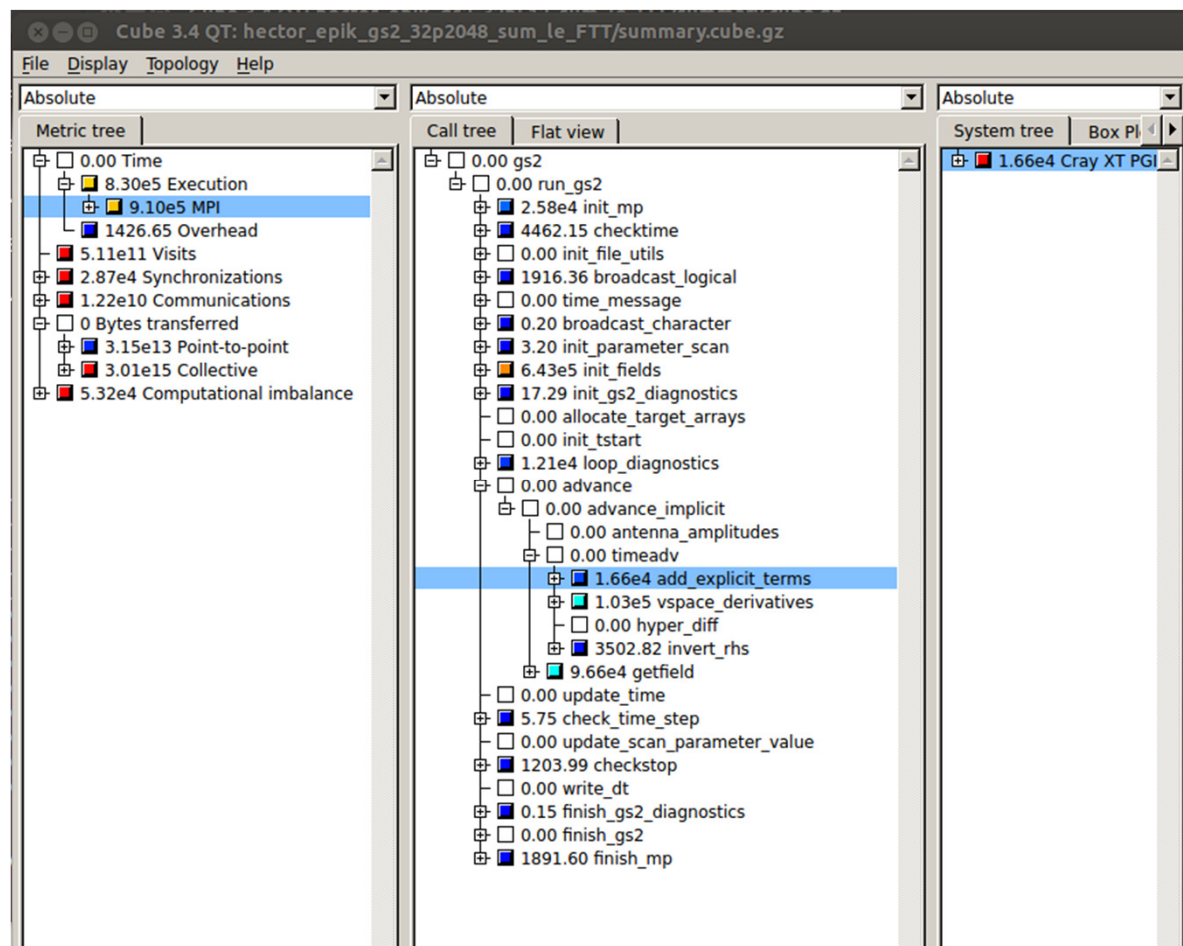 Cube 3.4 QT: hector_epik_gs2_32p2048_sum_le_FTT/summary.cube.gz
File Display Topology Help
Absolute
Metric tree
0.00 Time
8.30e5 Execution
9.10e5 MPI
1426.65 Overhead
5.11e11 Visits
2.87e4 Synchronizations
1.22e10 Communications
0 Bytes transferred
3.15e13 Point-to-point
3.01e15 Collective
5.32e4 Computational imbalance
Absolute
Call tree Flat view
0.00 gs2
0.00 run_gs2
2.58e4 init_mp
4462.15 checktime
0.00 init_file_utils
1916.36 broadcast_logical
0.00 time_message
0.20 broadcast_character
3.20 init_parameter_scan
6.43e5 init_fields
17.29 init_gs2_diagnostics
0.00 allocate_target_arrays
0.00 init_tstart
1.21e4 loop_diagnostics
0.00 advance
0.00 advance_implicit
0.00 antenna_amplitudes
0.00 timeadv
1.66e4 add_explicit_terms
1.03e5 vspace_derivatives
0.00 hyper_diff
3502.82 invert_rhs
9.66e4 getfield
0.00 update_time
5.75 check_time_step
0.00 update_scan_parameter_value
1203.99 checkstop
0.00 write_dt
0.15 finish_gs2_diagnostics
0.00 finish_gs2
1891.60 finish_mp
Absolute
System tree Box Pl
1.66e4 Cray XT PGI